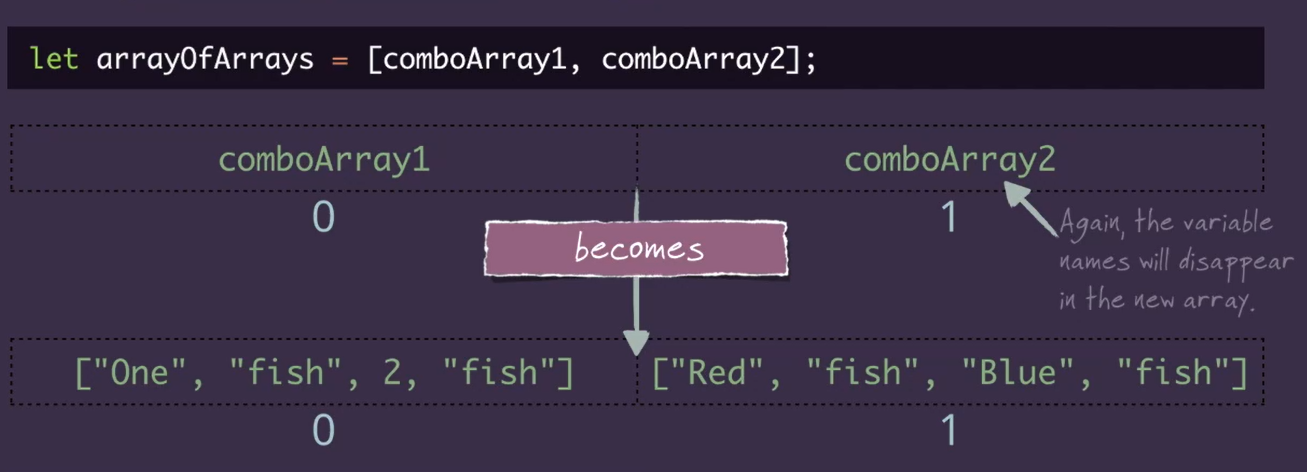 let arrayOfArrays = [comboArray1, comboArray2];
comboArray1 comboArray2
0 1
becomes
Again, the variable
names will disappear
in the new array.
["One", "fish", 2, "fish"] ["Red", "fish", "Blue", "fish"]
0 1